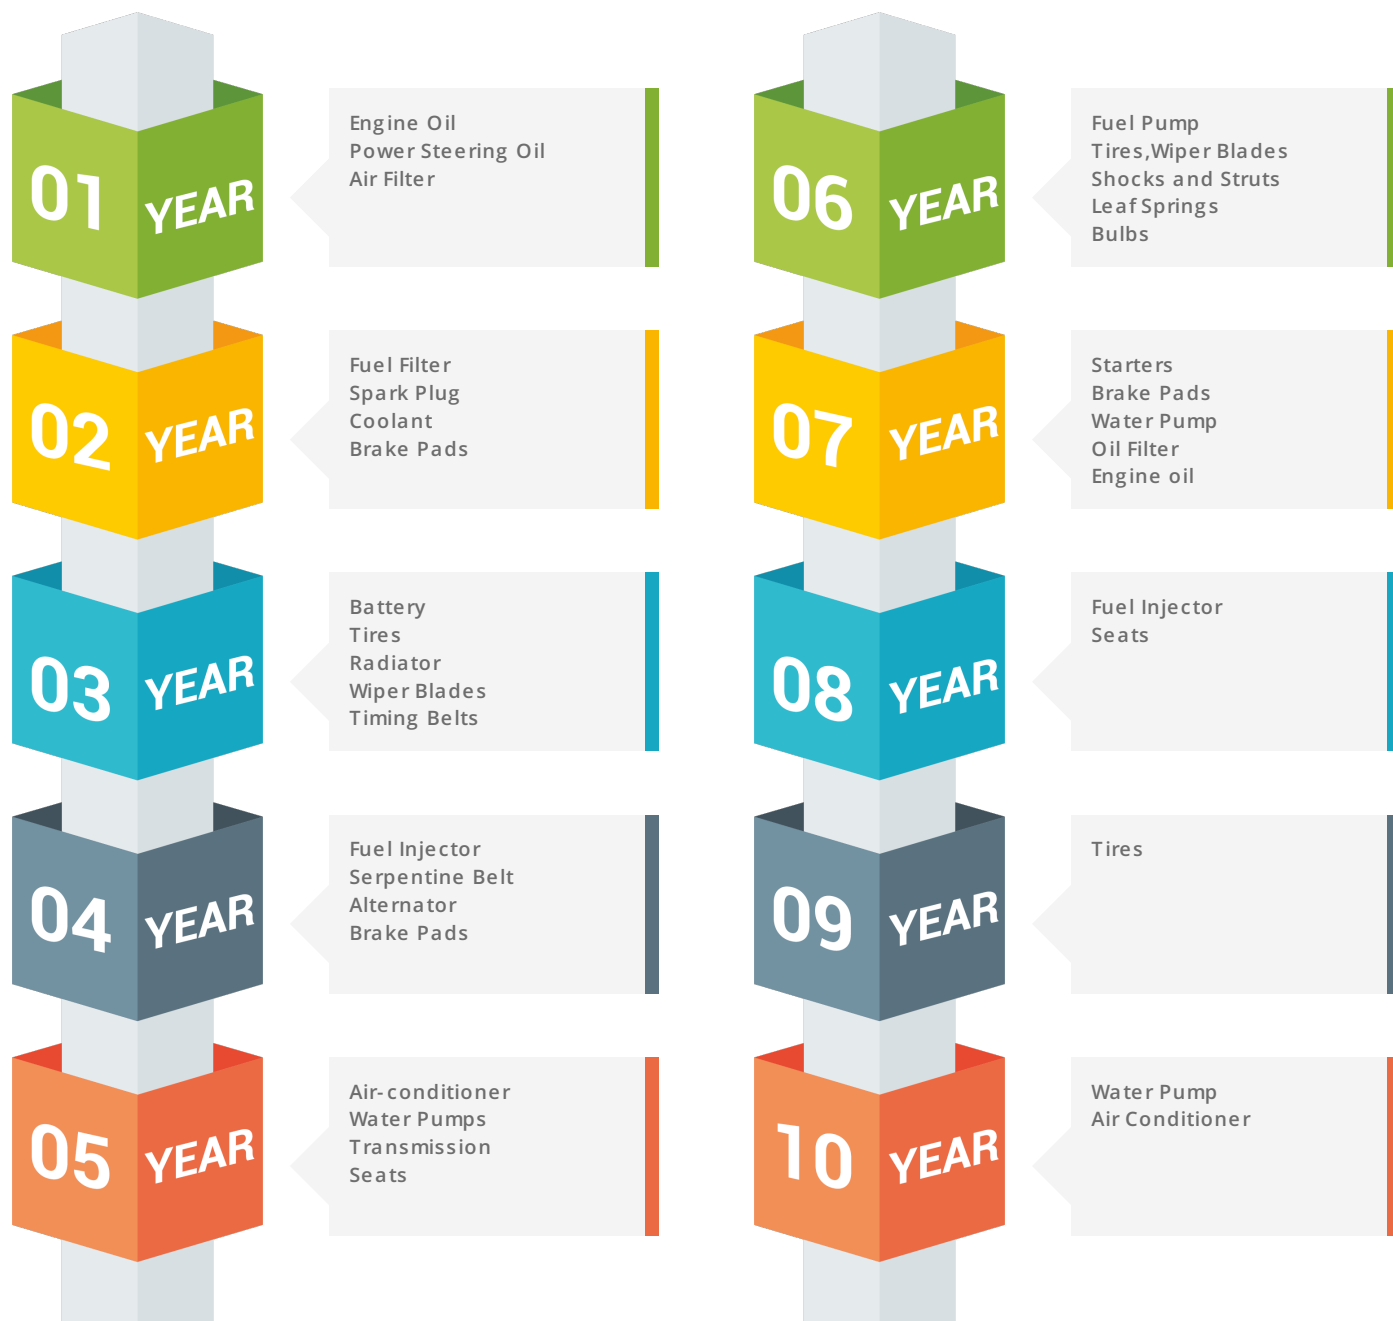 01 YEAR
Engine Oil
Power Steering Oil
Air Filter
02 YEAR
Fuel Filter
Spark Plug
Coolant
Brake Pads
03 YEAR
Battery
Tires
Radiator
Wiper Blades
Timing Belts
04 YEAR
Fuel Injector
Serpentine Belt
Alternator
Brake Pads
05 YEAR
Air-conditioner
Water Pumps
Transmission
Seats
06 YEAR
Fuel Pump
Tires,Wiper Blades
Shocks and Struts
Leaf Springs
Bulbs
07 YEAR
Starters
Brake Pads
Water Pump
Oil Filter
Engine oil
08 YEAR
Fuel Injector
Seats
09 YEAR
Tires
10 YEAR
Water Pump
Air Conditioner